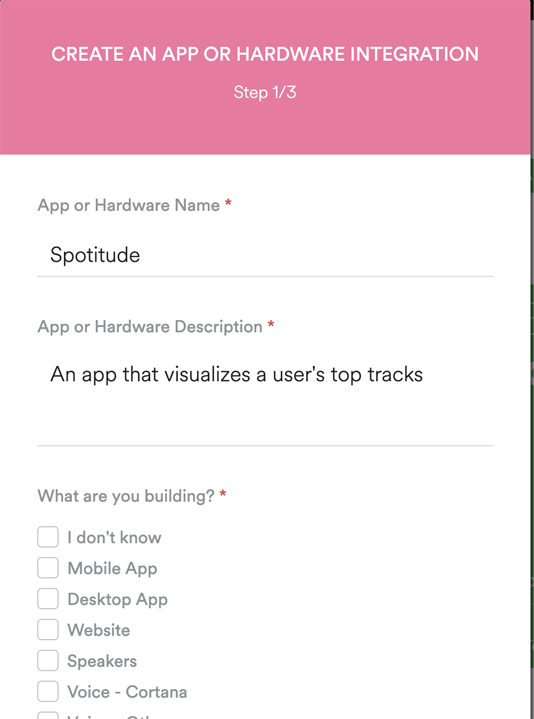 CREATE AN APP OR HARDWARE INTEGRATION
Step 1/3
App or Hardware Name *
Spotitude
App or Hardware Description *
An app that visualizes a user's top tracks
What are you building? *
I don't know
Mobile App
Desktop App
Website
Speakers
Voice - Cortana